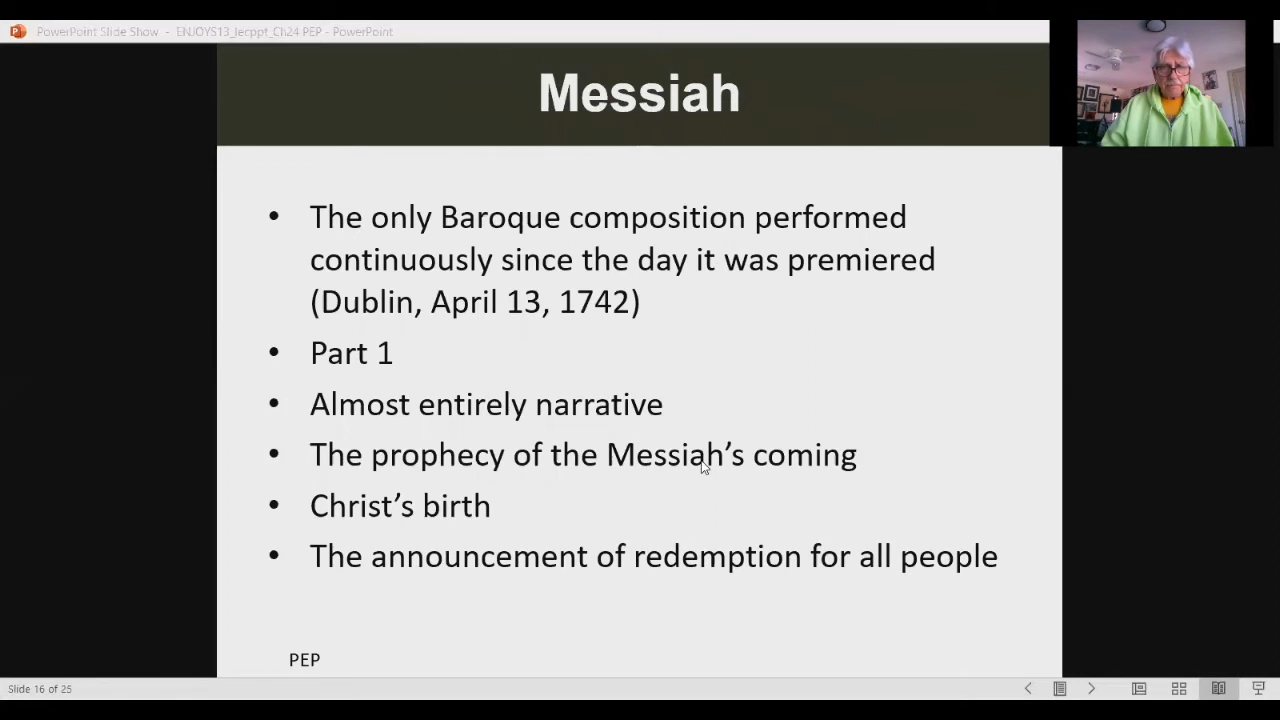 PowerPoint Slide Show - ENJOYS13_lecppt_Ch24 PEP - PowerPoint
Messiah
• The only Baroque composition performed
continuously since the day it was premiered
(Dublin, April 13, 1742)
• Part 1
• Almost entirely narrative
• The prophecy of the Messiah’s coming
• Christ’s birth
• The announcement of redemption for all people
PEP
Slide 16 of 25